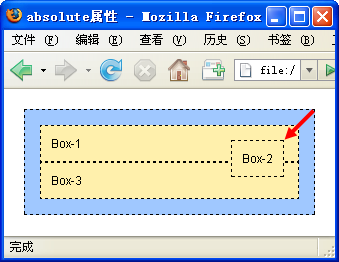 absolute属性 - Mozilla Firefox
文件 (F) 编辑 (E) 查看 (V) 历史 (S) 书签 (B)
file:/
Box-1
Box-2
Box-3
完成